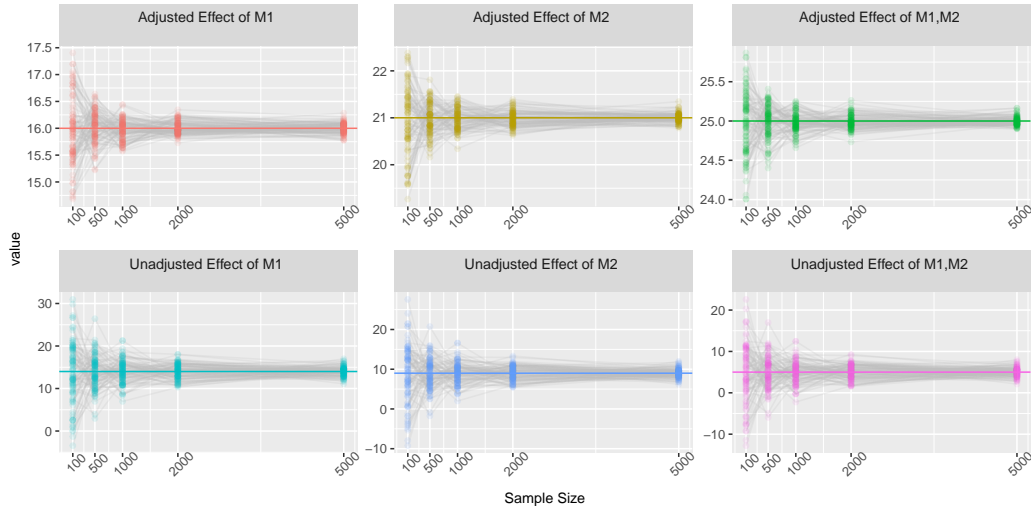 Adjusted Effect of M1
Adjusted Effect of M2
Adjusted Effect of M1,M2
17.5
17.0
16.5
16.0
15.5
15.0
22
21
20
25.5
25.0
24.5
24.0
100 500 1000 2000 5000
100 500 1000 2000 5000
100 500 1000 2000 5000
value
Unadjusted Effect of M1
Unadjusted Effect of M2
Unadjusted Effect of M1,M2
30
20
10
0
20
10
0
−10
20
10
0
−10
100 500 1000 2000 5000
100 500 1000 2000 5000
100 500 1000 2000 5000
Sample Size